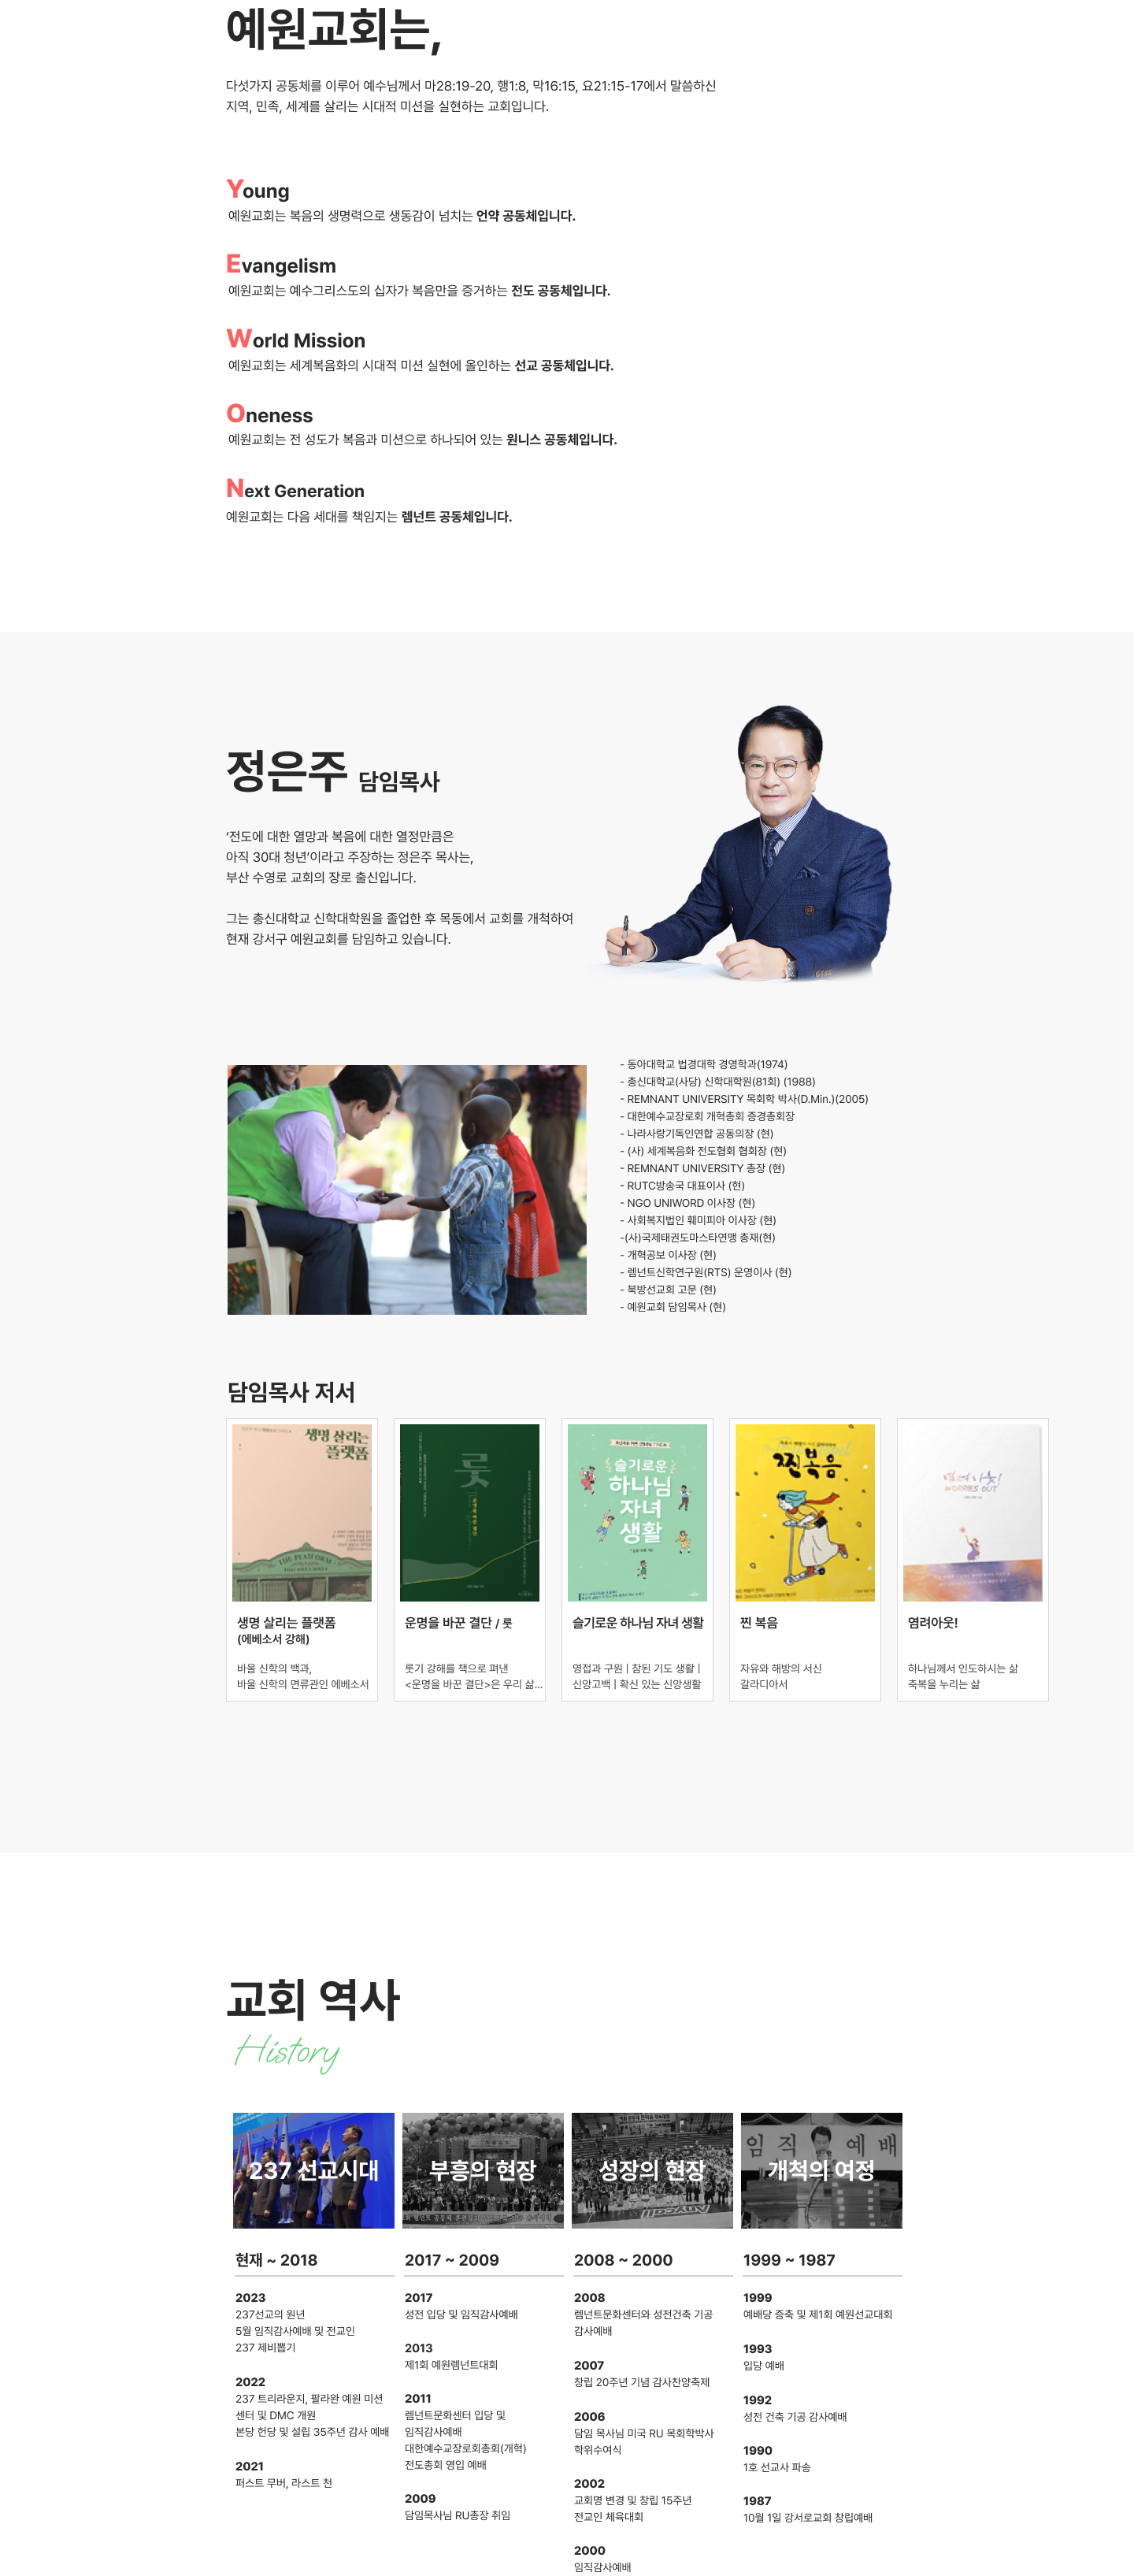 예원교회는,
다섯가지 공동체를 이루어 예수님께서 마28:19-20, 행1:8, 막16:15, 요21:15-17에서 말씀하신
지역, 민족, 세계를 살리는 시대적 미션을 실현하는 교회입니다.
Young
예원교회는 복음의 생명력으로 생동감이 넘치는 언약 공동체입니다.
Evangelism
예원교회는 예수그리스도의 십자가 복음만을 증거하는 전도 공동체입니다.
World Mission
예원교회는 세계복음화의 시대적 미션 실현에 올인하는 선교 공동체입니다.
Oneness
예원교회는 전 성도가 복음과 미션으로 하나되어 있는 원니스 공동체입니다.
Next Generation
예원교회는 다음 세대를 책임지는 렘넌트 공동체입니다.
정은주 담임목사
‘전도에 대한 열망과 복음에 대한 열정만큼은
아직 30대 청년’이라고 주장하는 정은주 목사는,
부산 수영로 교회의 장로 출신입니다.
그는 총신대학교 신학대학원을 졸업한 후 목동에서 교회를 개척하여
현재 강서구 예원교회를 담임하고 있습니다.
- 동아대학교 법경대학 경영학과(1974)
- 총신대학교(사당) 신학대학원(81회) (1988)
- REMNANT UNIVERSITY 목회학 박사(D.Min.)(2005)
- 대한예수교장로회 개혁총회 증경총회장
- 나라사랑기독인연합 공동의장 (현)
- (사) 세계복음화 전도협회 협회장 (현)
- REMNANT UNIVERSITY 총장 (현)
- RUTC방송국 대표이사 (현)
- NGO UNIWORD 이사장 (현)
- 사회복지법인 훼미피아 이사장 (현)
-(사)국제태권도마스타연맹 총재(현)
- 개혁공보 이사장 (현)
- 렘넌트신학연구원(RTS) 운영이사 (현)
- 북방선교회 고문 (현)
- 예원교회 담임목사 (현)
담임목사 저서
생명 살리는
플랫폼
THE PLATFORM
룻
슬기로운
하나님
자녀
생활
찐복음
염려아웃!
WORRIES OUT
생명 살리는 플랫폼
(에베소서 강해)
바울 신학의 백과,
바울 신학의 면류관인 에베소서
운명을 바꾼 결단 / 룻
룻기 강해를 책으로 펴낸
<운명을 바꾼 결단>은 우리 삶...
슬기로운 하나님 자녀 생활
영접과 구원 | 참된 기도 생활 |
신앙고백 | 확신 있는 신앙생활
찐 복음
자유와 해방의 서신
갈라디아서
염려아웃!
하나님께서 인도하시는 삶
축복을 누리는 삶
교회 역사
History
237 선교시대
현재 ~ 2018
2023
237선교의 원년
5월 임직감사예배 및 전교인
237 제비뽑기
2022
237 트리라운지, 팔라완 예원 미션
센터 및 DMC 개원
본당 헌당 및 설립 35주년 감사 예배
2021
퍼스트 무버, 라스트 천
부흥의 현장
2017 ~ 2009
2017
성전 입당 및 임직감사예배
2013
제1회 예원렘넌트대회
2011
렘넌트문화센터 입당 및
임직감사예배
대한예수교장로회총회(개혁)
전도총회 영입 예배
2009
담임목사님 RU총장 취임
성장의 현장
2008 ~ 2000
2008
렘넌트문화센터와 성전건축 기공
감사예배
2007
창립 20주년 기념 감사찬양축제
2006
담임 목사님 미국 RU 목회학박사
학위수여식
2002
교회명 변경 및 창립 15주년
전교인 체육대회
2000
임직감사예배
임직 예배
개척의 여정
1999 ~ 1987
1999
예배당 증축 및 제1회 예원선교대회
1993
입당 예배
1992
성전 건축 기공 감사예배
1990
1호 선교사 파송
1987
10월 1일 강서로교회 창립예배